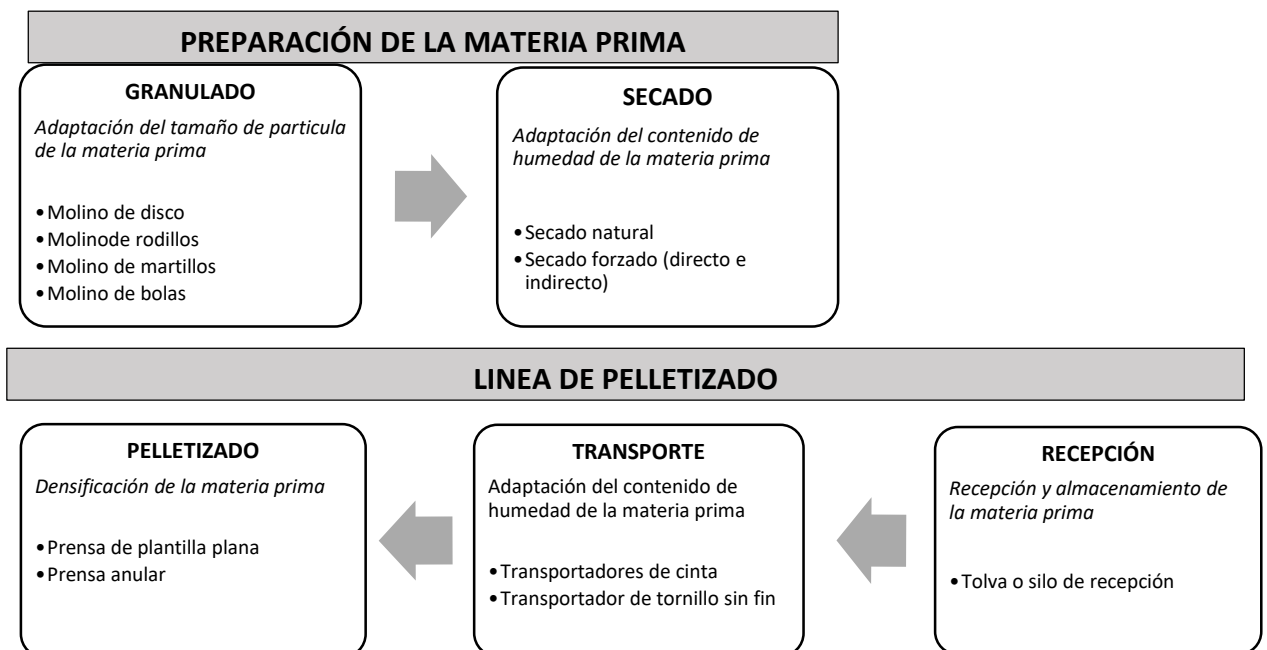 PREPARACIÓN DE LA MATERIA PRIMA
GRANULADO
Adaptación del tamaño de particula
de la materia prima
•Molino de disco
•Molinode rodillos
•Molino de martillos
•Molino de bolas
SECADO
Adaptación del contenido de
humedad de la materia prima
•Secado natural
•Secado forzado (directo e
indirecto)
LINEA DE PELLETIZADO
PELLETIZADO
Densificación de la materia prima
•Prensa de plantilla plana
•Prensa anular
TRANSPORTE
Adaptación del contenido de
humedad de la materia prima
•Transportadores de cinta
•Transportador de tornillo sin fin
RECEPCIÓN
Recepción y almacenamiento de
la materia prima
•Tolva o silo de recepción